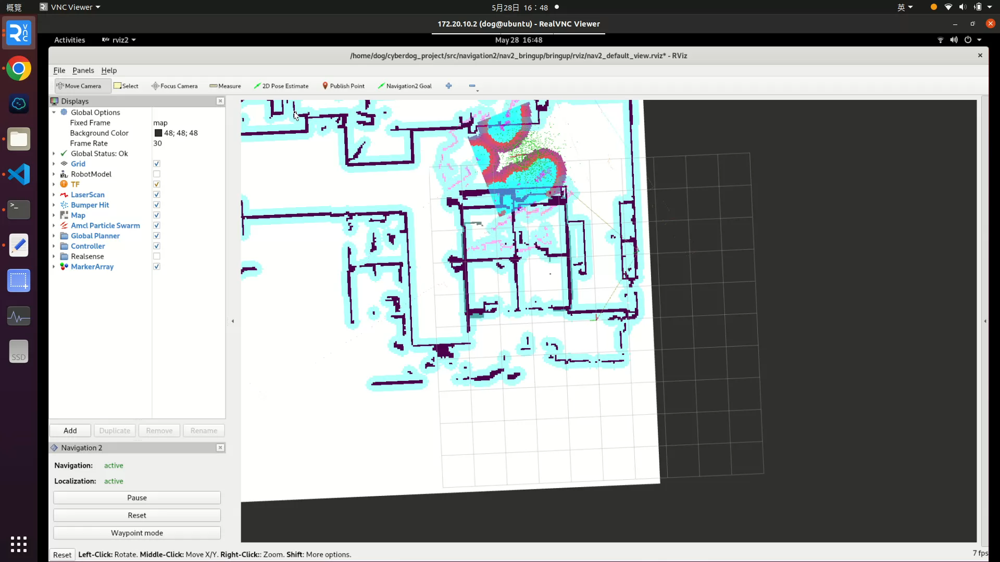 概覽
VNC Viewer
5月28日 16：48
英
172.20.10.2 (dog@ubuntu) - RealVNC Viewer
Activities
rviz2
May 28 16:48
/home/dog/cyberdog_project/src/navigation2/nav2_bringup/bringup/rviz/nav2_default_view.rviz* - RViz
File Panels Help
Move Camera Select Focus Camera Measure 2D Pose Estimate Publish Point Navigation2 Goal
Displays
Global Options
Fixed Frame map
Background Color 48; 48; 48
Frame Rate 30
Global Status: Ok
Grid
RobotModel
TF
LaserScan
Bumper Hit
Map
Amcl Particle Swarm
Global Planner
Controller
Realsense
MarkerArray
Add Duplicate Remove Rename
Navigation 2
Navigation: active
Localization: active
Pause
Reset
Waypoint mode
Reset Left-Click: Rotate. Middle-Click: Move X/Y. Right-Click:: Zoom. Shift: More options.
7 fps
SSD